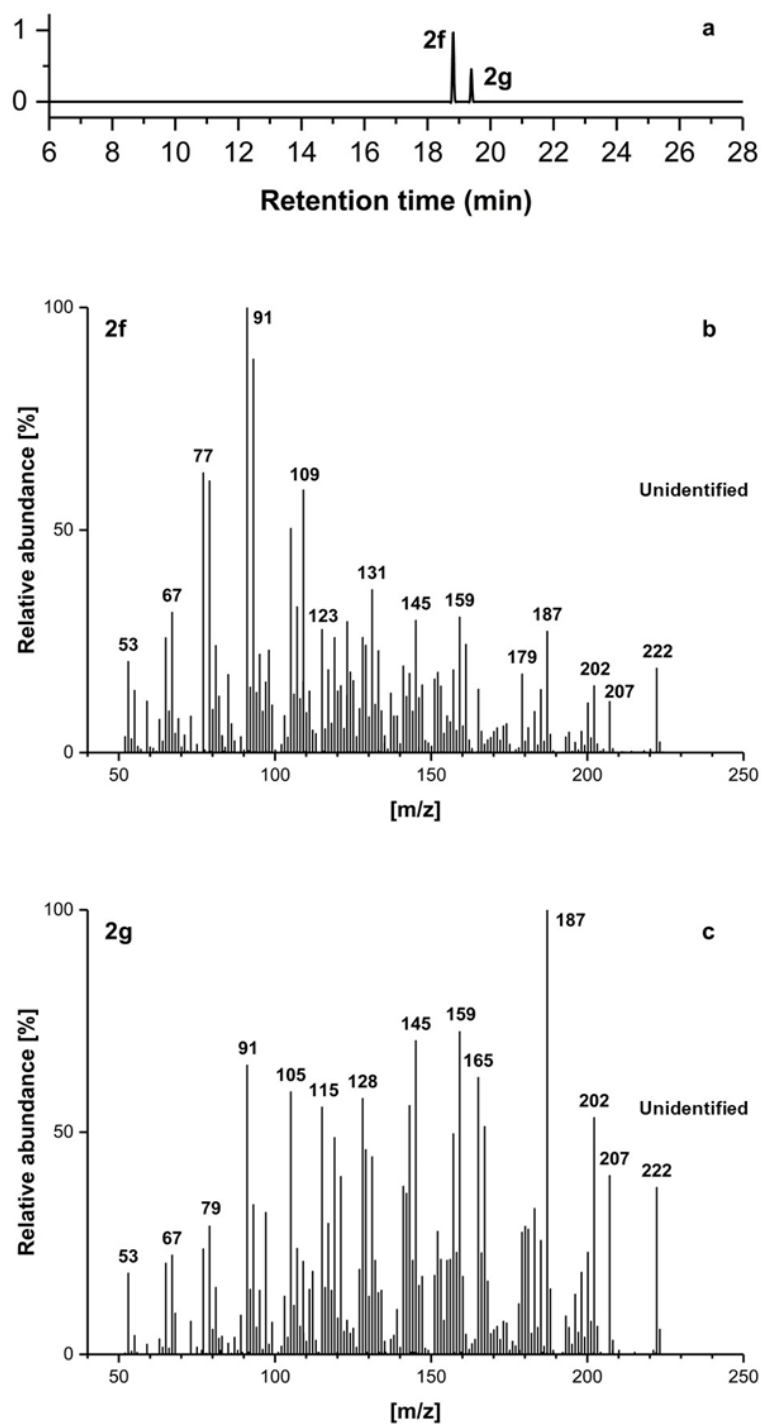 1
a
2f
2g
0
6 8 10 12 14 16 18 20 22 24 26 28
Retention time (min)
100
2f
91
b
77
109
Unidentified
Relative abundance [%]
50
67
131
53
123
145
159
187
179
202
207
222
0
50 100 150 200 250
[m/z]
100
2g
187
c
Relative abundance [%]
91
105
115
128
145
159
165
Unidentified
202
50
207
222
79
67
53
0
50 100 150 200 250
[m/z]